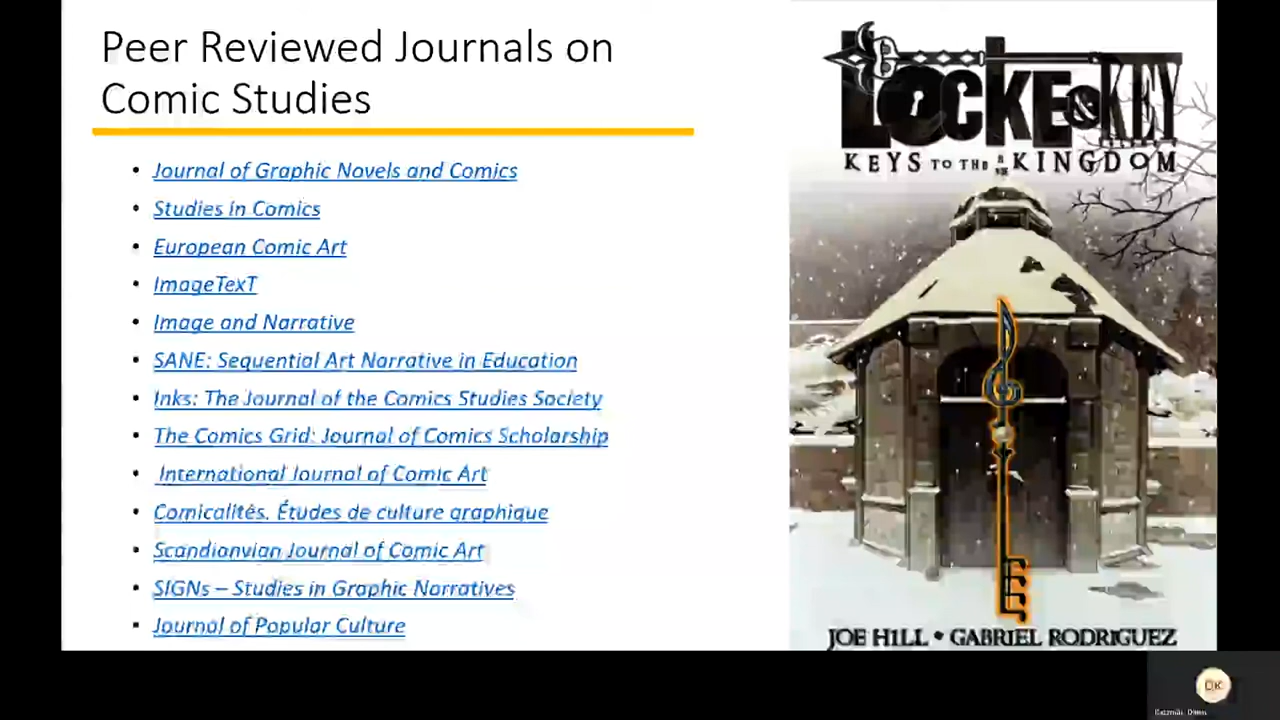 Peer Reviewed Journals on
Comic Studies
• Journal of Graphic Novels and Comics
• Studies in Comics
• European Comic Art
• ImageTexT
• Image and Narrative
• SANE: Sequential Art Narrative in Education
• Inks: The Journal of the Comics Studies Society
• The Comics Grid: Journal of Comics Scholarship
• International Journal of Comic Art
• Comicalités. Études de culture graphique
• Scandianvian Journal of Comic Art
• SIGNs – Studies in Graphic Narratives
• Journal of Popular Culture
LOCKE & KEY
KEYS TO THE KINGDOM
JOE HILL • GABRIEL RODRIGUEZ